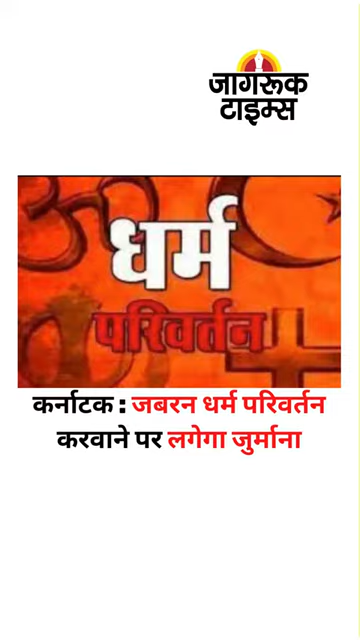 जागरूक
टाइम्स
धर्म
परिवर्तन
कर्नाटक : जबरन धर्म परिवर्तन
करवाने पर लगेगा जुर्माना